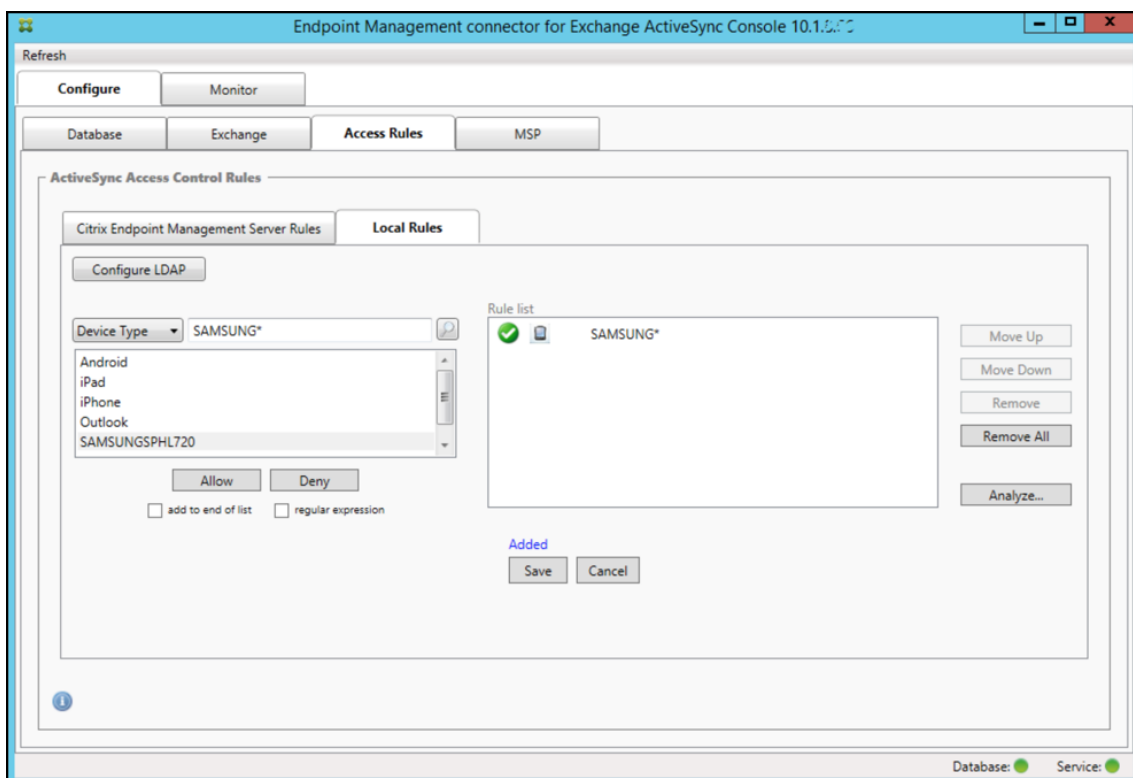 Endpoint Management connector for Exchange ActiveSync Console
Refresh
Configure Monitor
Database Exchange Access Rules MSP
ActiveSync Access Control Rules
Citrix Endpoint Management Server Rules Local Rules
Configure LDAP
Rule list
Device Type SAMSUNG* SAMSUNG* Move Up
Android
iPad Move Down
iPhone Remove
Outlook
SAMSUNGSPHL720 Remove All
Allow Deny Analyze...
add to end of list regular expression
Added
Save Cancel
Database: Service: